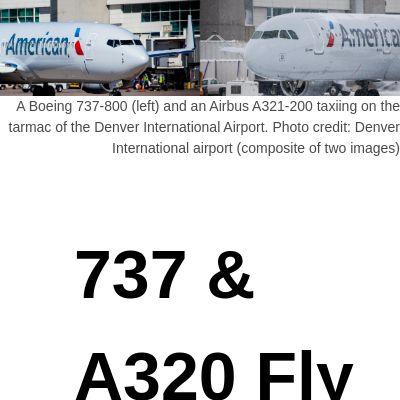 American
America
A Boeing 737-800 (left) and an Airbus A321-200 taxiing on the
tarmac of the Denver International Airport. Photo credit: Denver
International airport (composite of two images)
737 &
A320 Fly